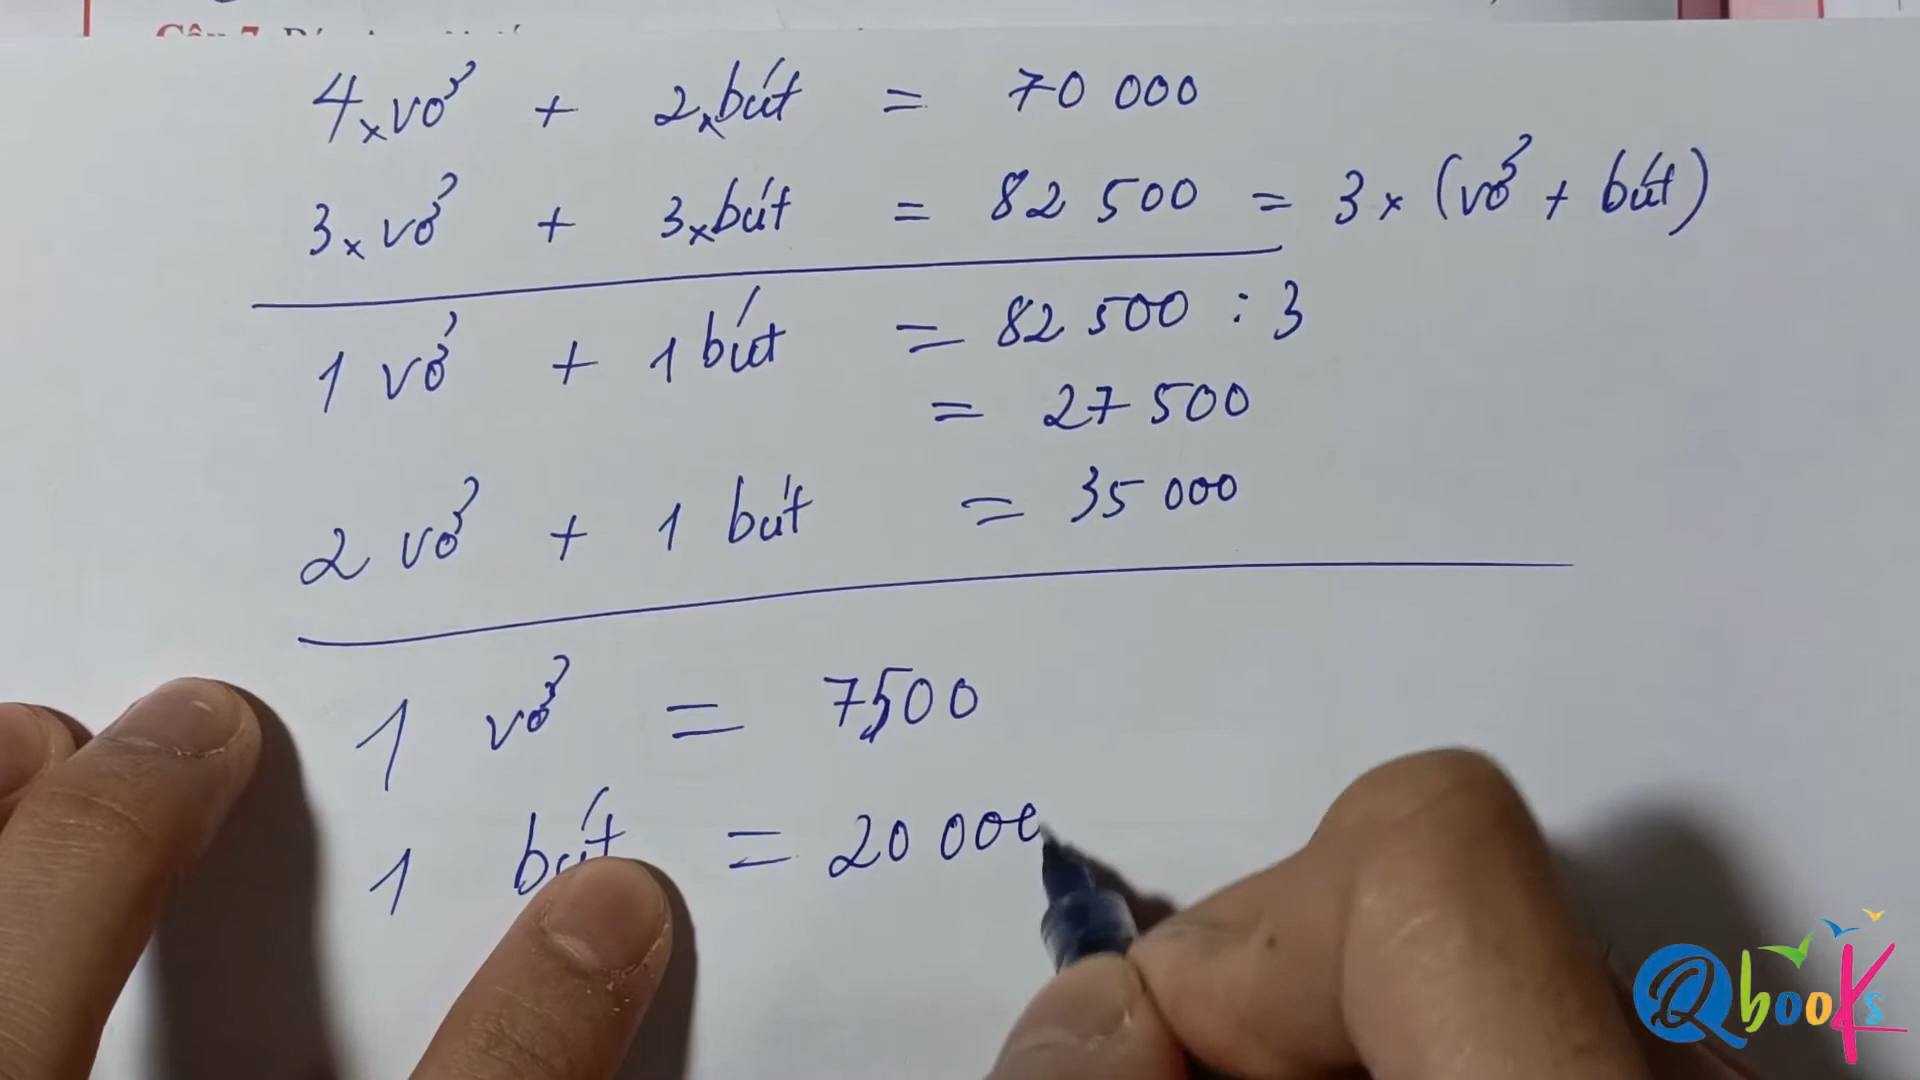 Câu 7.
4 x vở + 2 x bút = 70 000
3 x vở + 3 x bút = 82 500 = 3 x (vở + bút)
1 vở + 1 bút = 82 500 : 3
= 27 500
2 vở + 1 bút = 35 000
1 vở = 7500
1 bút = 20 000
Qbooks